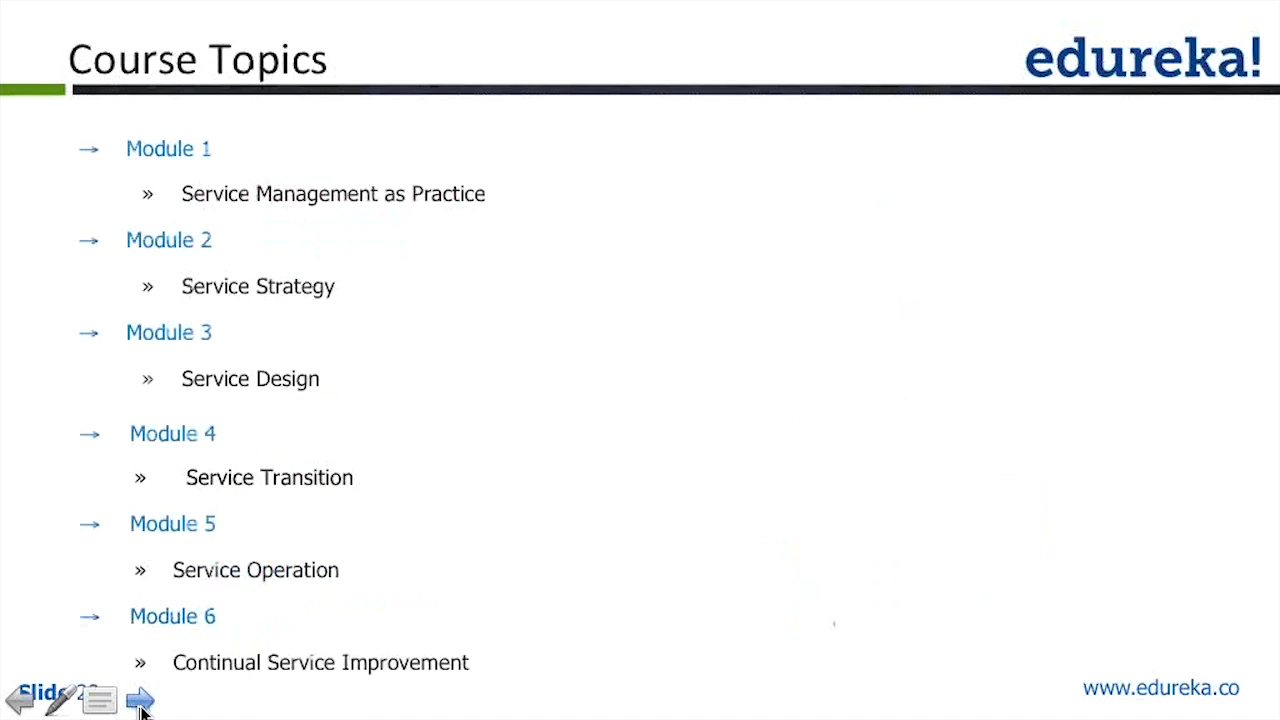 Course Topics
edureka!
→ Module 1
» Service Management as Practice
→ Module 2
» Service Strategy
→ Module 3
» Service Design
→ Module 4
» Service Transition
→ Module 5
» Service Operation
→ Module 6
» Continual Service Improvement
Slide
www.edureka.co